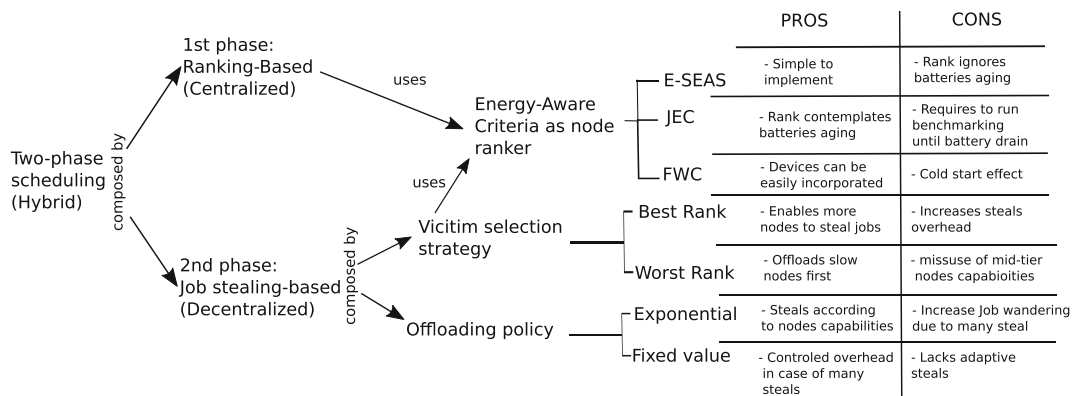 PROS
CONS
1st phase:
Ranking-Based
(Centralized)
uses
Energy-Aware
Criteria as node
ranker
E-SEAS
- Simple to
implement
- Rank ignores
batteries aging
JEC
- Rank contemplates
batteries aging
- Requires to run
benchmarking
until battery drain
FWC
- Devices can be
easily incorporated
- Cold start effect
Two-phase
scheduling
(Hybrid)
composed by
uses
Vicitim selection
strategy
Best Rank
- Enables more
nodes to steal jobs
- Increases steals
overhead
Worst Rank
- Offloads slow
nodes first
- missuse of mid-tier
nodes capabioities
2nd phase:
Job stealing-based
(Decentralized)
composed by
Offloading policy
Exponential
- Steals according
to nodes capabilities
- Increase Job wandering
due to many steal
Fixed value
- Controled overhead
in case of many
steals
- Lacks adaptive
steals